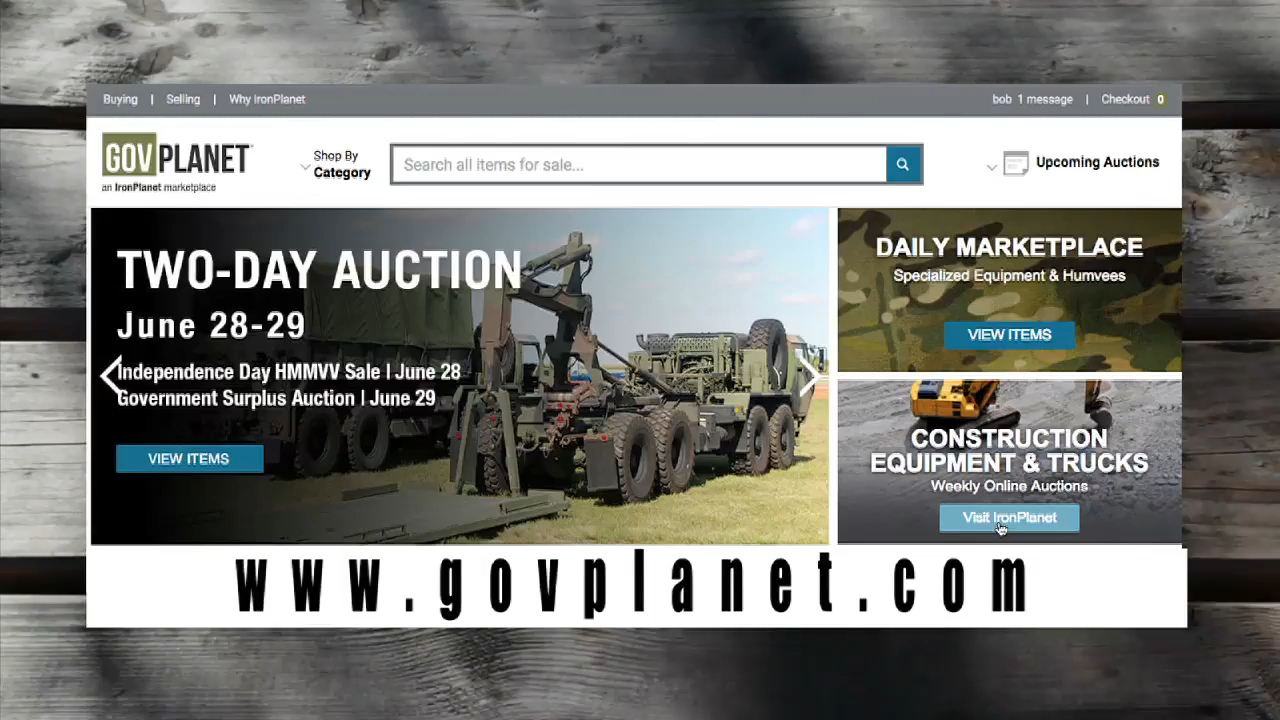 Buying | Selling | Why IronPlanet
bob 1 message | Checkout 0
GOVPLANET
an IronPlanet marketplace
Shop By
Category
Search all items for sale...
Upcoming Auctions
TWO-DAY AUCTION
June 28-29
Independence Day HMMVV Sale | June 28
Government Surplus Auction | June 29
VIEW ITEMS
DAILY MARKETPLACE
Specialized Equipment & Humvees
VIEW ITEMS
CONSTRUCTION
EQUIPMENT & TRUCKS
Weekly Online Auctions
Visit IronPlanet
www.govplanet.com